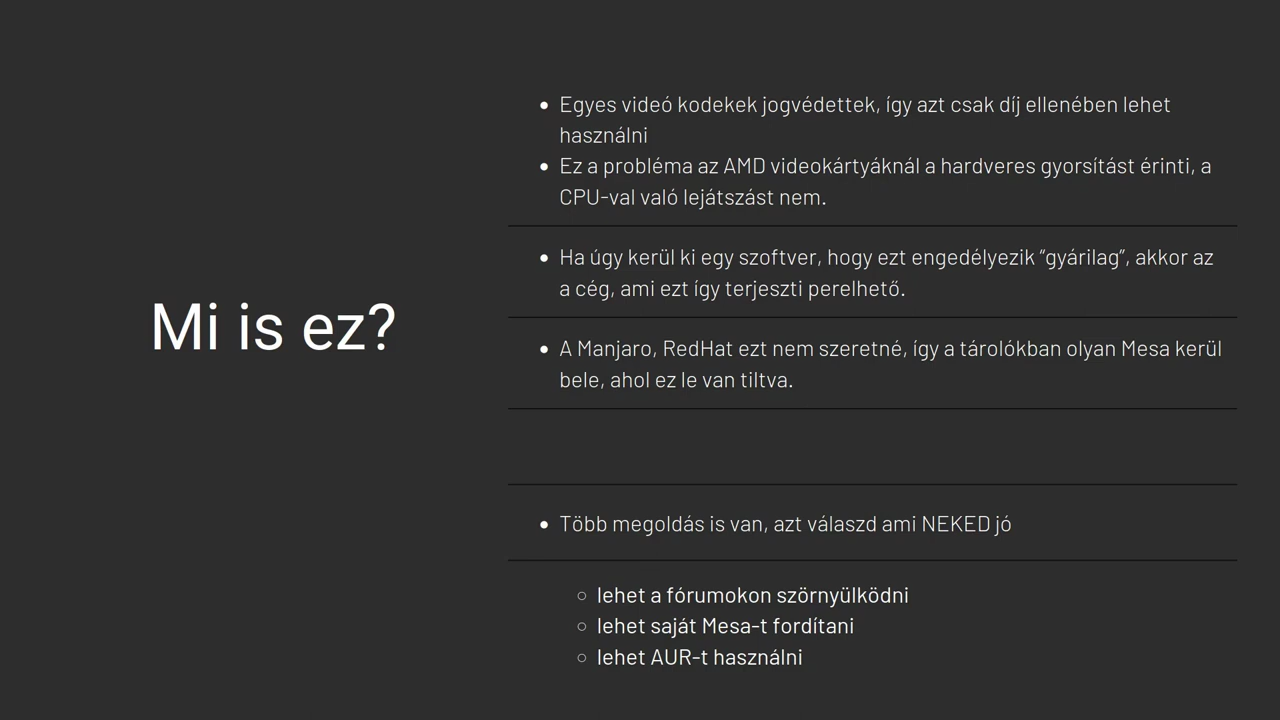 Mi is ez?
• Egyes videó kodekek jogvédettek, így azt csak díj ellenében lehet
használni
• Ez a probléma az AMD videokártyáknál a hardveres gyorsítást érinti, a
CPU-val való lejátszást nem.
• Ha úgy kerül ki egy szoftver, hogy ezt engedélyezik “gyárilag”, akkor az
a cég, ami ezt így terjeszti perelhető.
• A Manjaro, RedHat ezt nem szeretné, így a tárolókban olyan Mesa kerül
bele, ahol ez le van tiltva.
• Több megoldás is van, azt válaszd ami NEKED jó
○ lehet a fórumokon szörnyülködni
○ lehet saját Mesa-t fordítani
○ lehet AUR-t használni